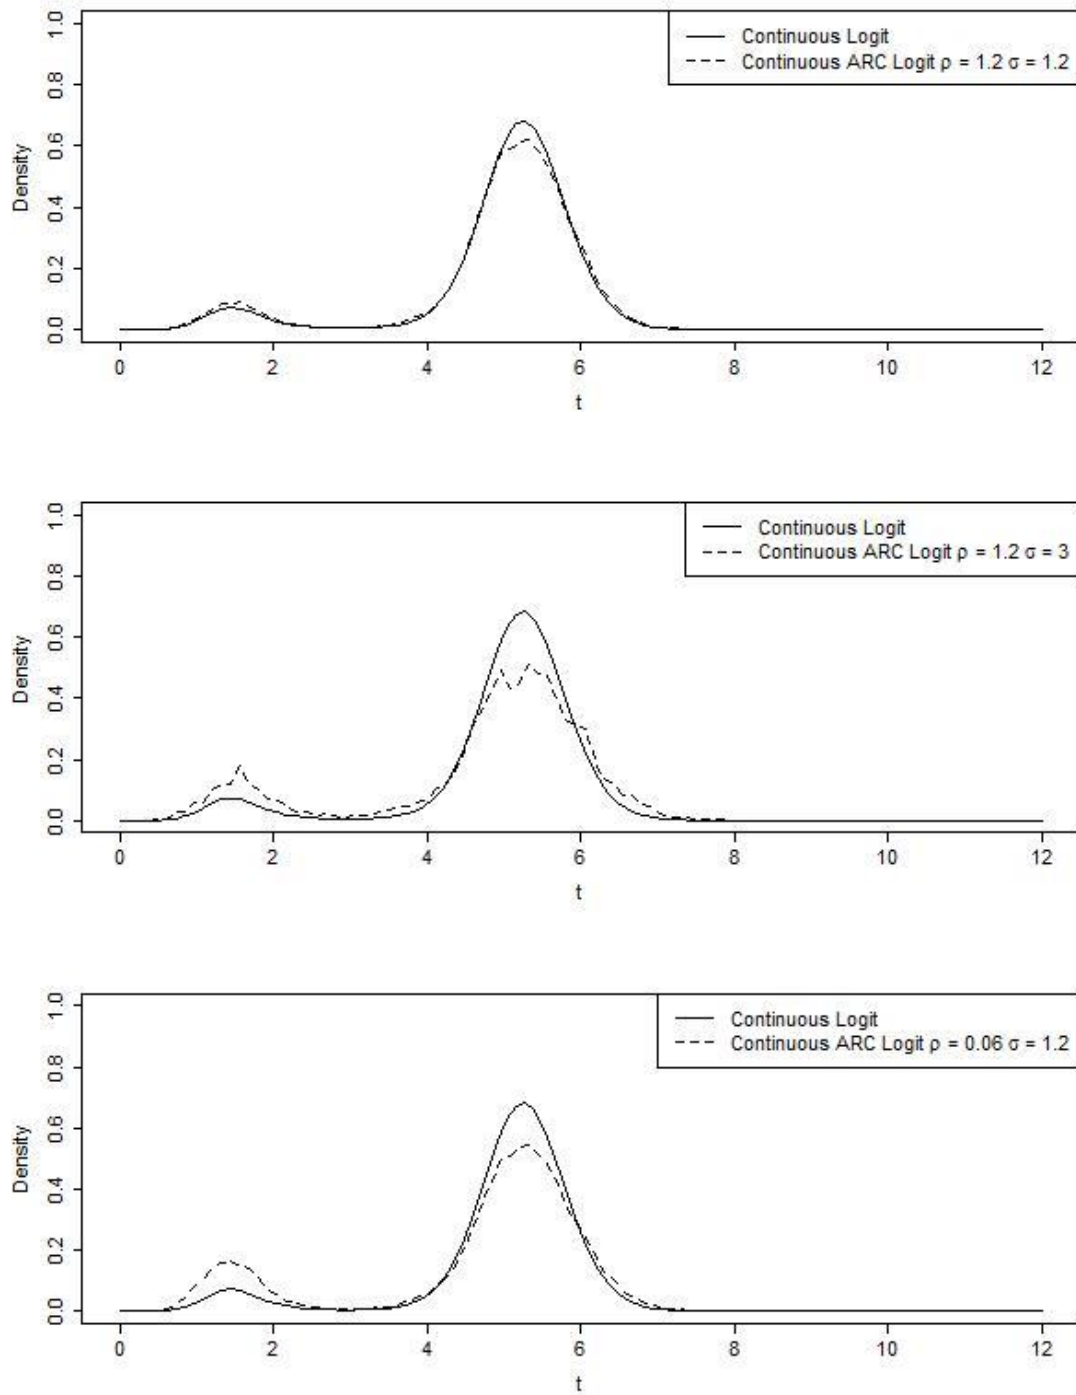 Continuous Logit
Continuous ARC Logit ρ = 1.2 σ = 1.2
Density
0.0 0.2 0.4 0.6 0.8 1.0
0 2 4 6 8 10 12
t
Continuous Logit
Continuous ARC Logit ρ = 1.2 σ = 3
Density
0.0 0.2 0.4 0.6 0.8 1.0
0 2 4 6 8 10 12
t
Continuous Logit
Continuous ARC Logit ρ = 0.06 σ = 1.2
Density
0.0 0.2 0.4 0.6 0.8 1.0
0 2 4 6 8 10 12
t